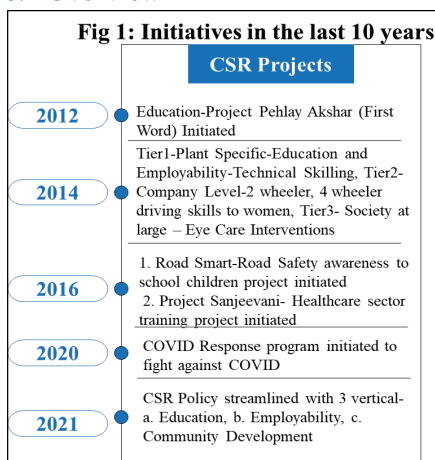 Fig 1: Initiatives in the last 10 years
CSR Projects
2012
Education-Project Pehlay Akshar (First
Word) Initiated
2014
Tier1-Plant Specific-Education and
Employability-Technical Skilling, Tier2-
Company Level-2 wheeler, 4 wheeler
driving skills to women, Tier3- Society at
large – Eye Care Interventions
2016
1. Road Smart-Road Safety awareness to
school children project initiated
2. Project Sanjeevani- Healthcare sector
training project initiated
2020
COVID Response program initiated to
fight against COVID
2021
CSR Policy streamlined with 3 vertical-
a. Education, b. Employability, c.
Community Development